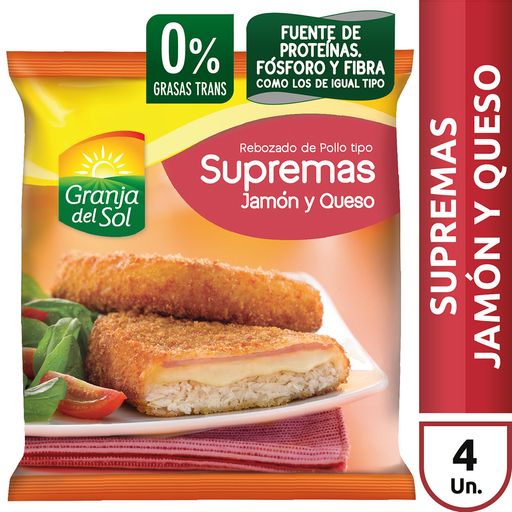 0%
GRASAS TRANS
FUENTE DE
PROTEÍNAS,
FÓSFORO Y FIBRA
COMO LOS DE IGUAL TIPO
Granja
del Sol
Rebozado de Pollo tipo
Supremas
Jamón y Queso
SUPREMAS
JAMÓN Y QUESO
4
Un.